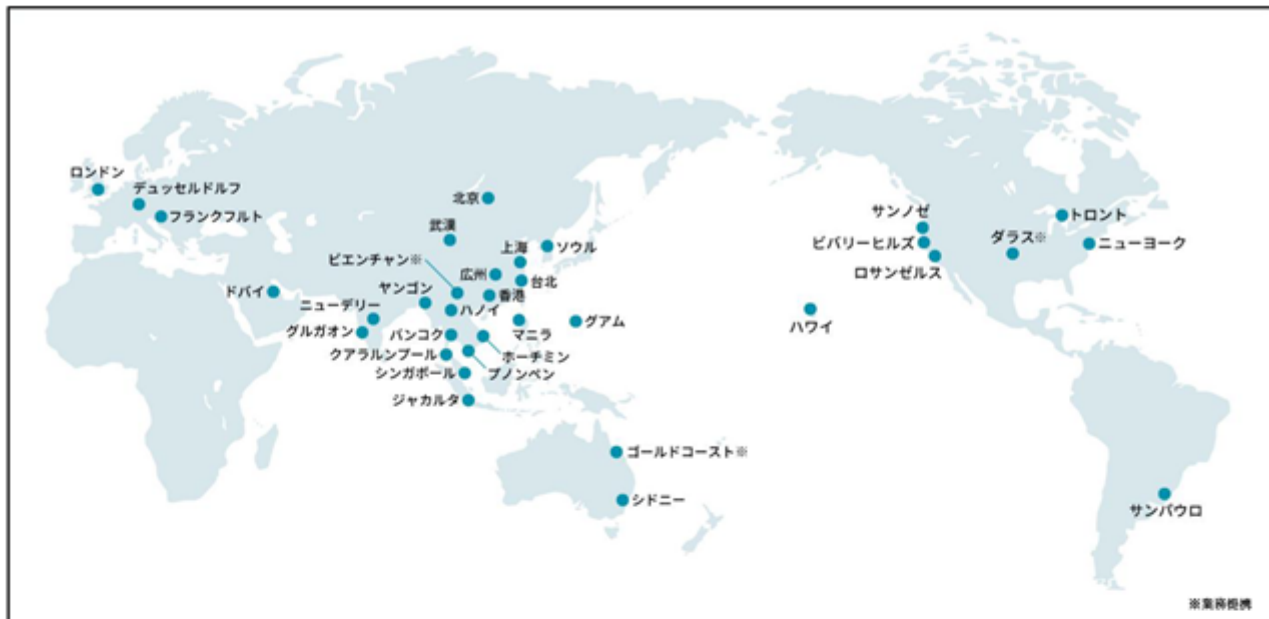 ロンドン
デュッセルドルフ
フランクフルト
ドバイ
ニューデリー
グルガオン
北京
武漢
ビエンチャン※
ヤンゴン
上海
ソウル
広州
台北
香港
ハノイ
バンコク
マニラ
グアム
クアラルンプール
ホーチミン
シンガポール
プノンペン
ジャカルタ
ゴールドコースト※
シドニー
ハワイ
サンノゼ
ビバリーヒルズ
ロサンゼルス
ダラス※
トロント
ニューヨーク
サンパウロ
※業務提携